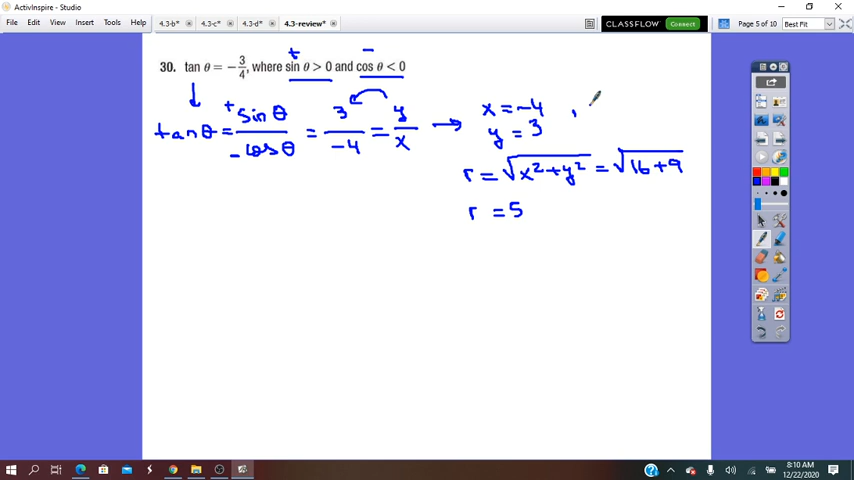 ActivInspire - Studio
File Edit View Insert Tools Help 4.3-b* 4.3-c* 4.3-d* 4.3-review* CLASSFLOW Connect Page 5 of 10 Best Fit
+ −
30. tan θ = −3/4, where sin θ > 0 and cos θ < 0
tan θ = + sin θ / − cos θ = 3 / −4 = y / x → x = −4 ,
y = 3
r = √x² + y² = √16 + 9
r = 5
8:10 AM
12/22/2020